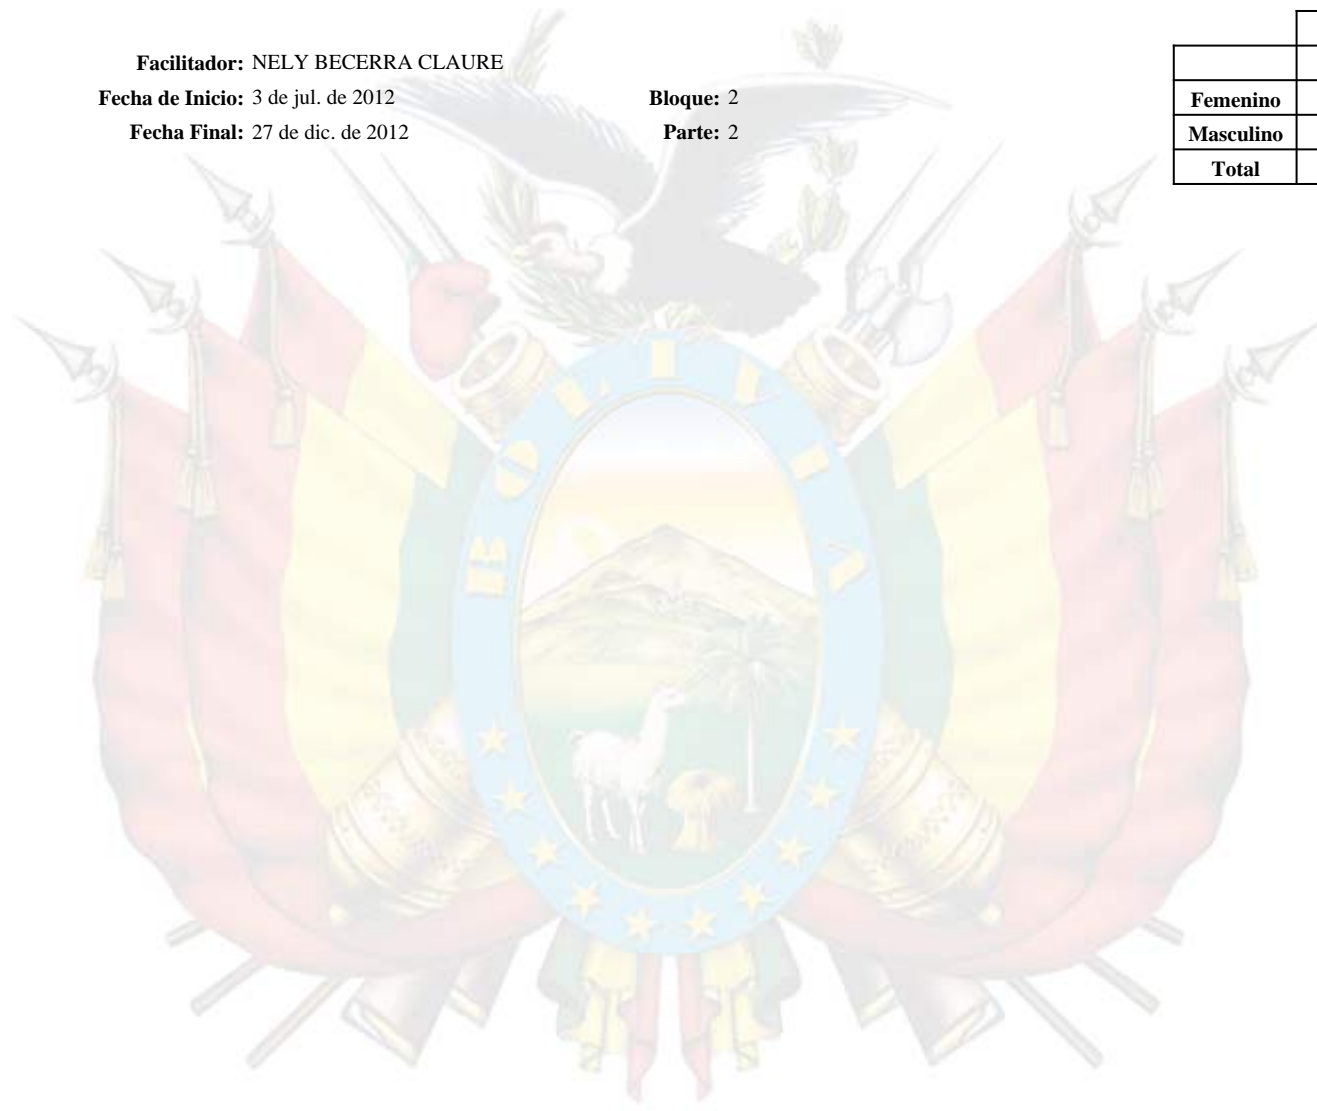 Facilitador: NELY BECERRA CLAURE
Fecha de Inicio: 3 de jul. de 2012 Bloque: 2
Fecha Final: 27 de dic. de 2012 Parte: 2
Femenino
Masculino
Total
BOLIVIA